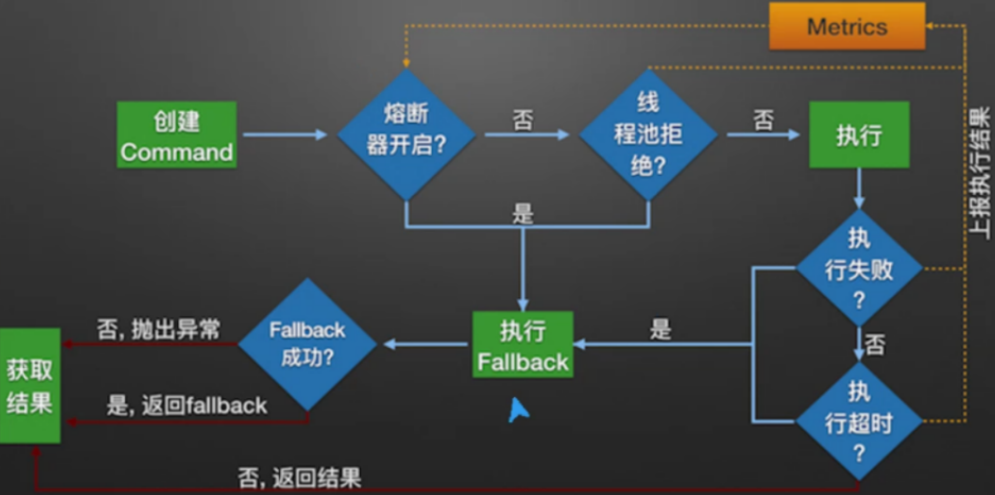 Metrics
创建
Command
熔断
器开启?
否
线
程池拒
绝?
否
执行
上报执行结果
是
执
行失败
?
否, 抛出异常
Fallback
成功?
执行
Fallback
是
否
获取
结果
是, 返回fallback
执
行超时
?
否, 返回结果